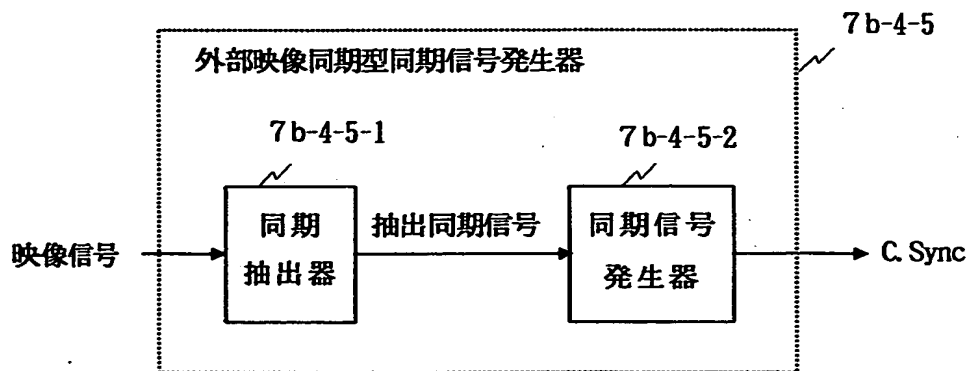 7b-4-5
外部映像同期型同期信号発生器
7b-4-5-1
7b-4-5-2
映像信号
同期
抽出器
抽出同期信号
同期信号
発生器
C. Sync